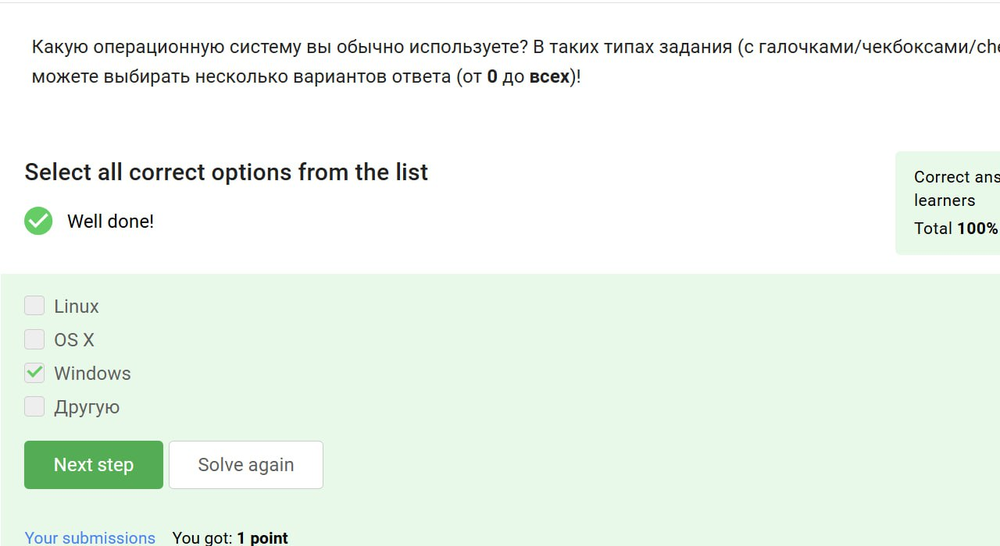 Какую операционную систему вы обычно используете? В таких типах задания (с галочками/чекбоксами/che
можете выбирать несколько вариантов ответа (от 0 до всех)!
Select all correct options from the list
Well done!
Correct ans
learners
Total 100%
Linux
OS X
Windows
Другую
Next step
Solve again
Your submissions You got: 1 point